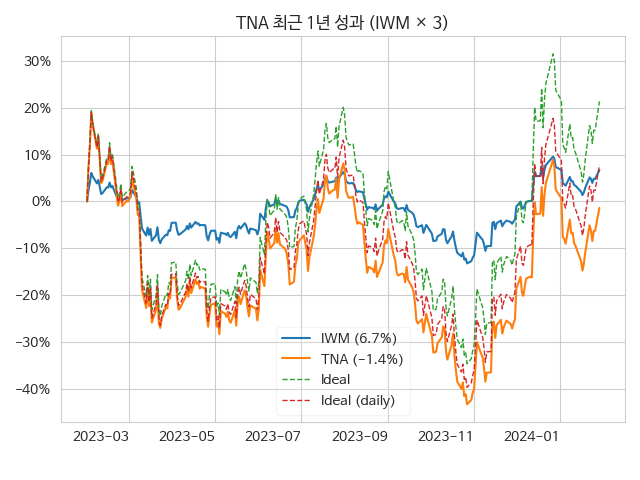 TNA 최근 1년 성과 (IWM × 3)
30%
20%
10%
0%
−10%
−20%
−30%
−40%
IWM (6.7%)
TNA (−1.4%)
Ideal
Ideal (daily)
2023-03 2023-05 2023-07 2023-09 2023-11 2024-01